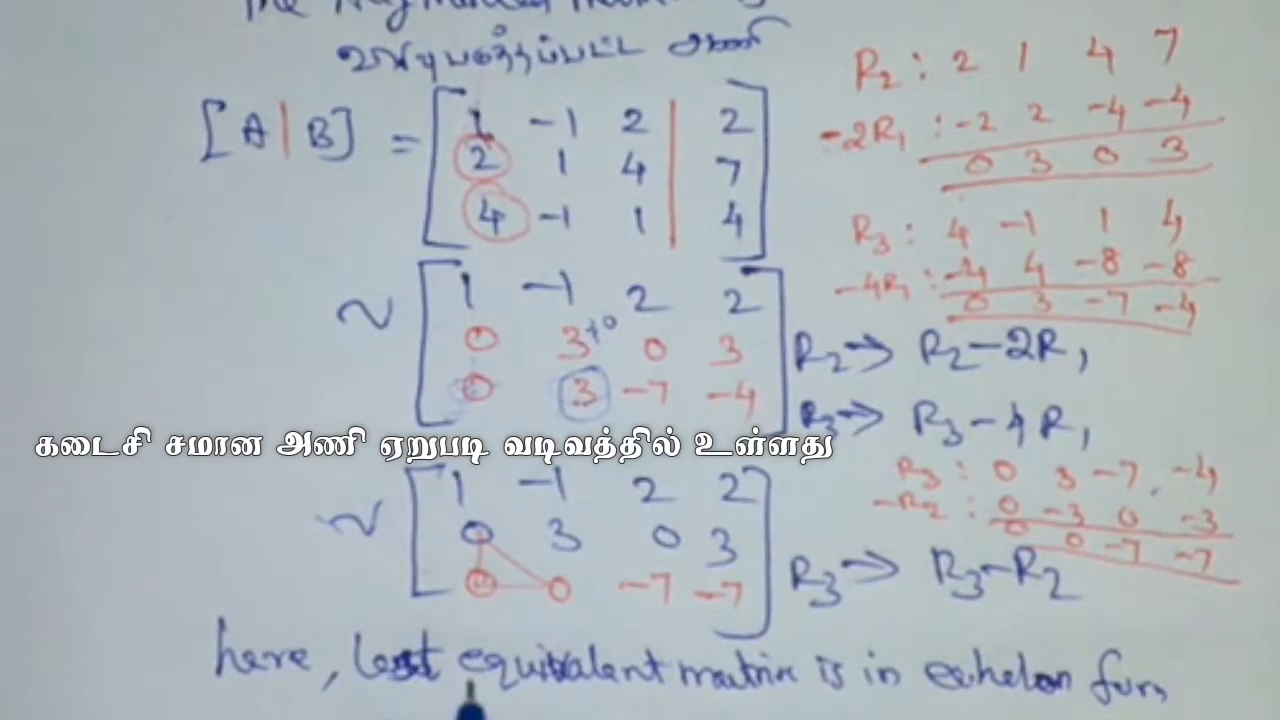 The Augmented
வரிவுபடுத்தப்பட்ட அணி
[A|B] = [1 -1 2 | 2
2 1 4 | 7
4 -1 1 | 4]
R2 : 2 1 4 7
-2R1 : -2 2 -4 -4
0 3 0 3
R3 : 4 -1 1 4
-4R1 : -4 4 -8 -8
0 3 -7 -4
~ [1 -1 2 2
0 3 0 3
0 3 -7 -4]
≠0
R2 → R2-2R1
R3 → R3-4R1
கடைசி சமான அணி ஏறுபடி வடிவத்தில் உள்ளது
~ [1 -1 2 2
0 3 0 3
0 0 -7 -7]
R3 : 0 3 -7 -4
-R2 : 0 -3 0 -3
0 0 -7 -7
R3 → R3-R2
here, last equivalent matrix is in echelon form